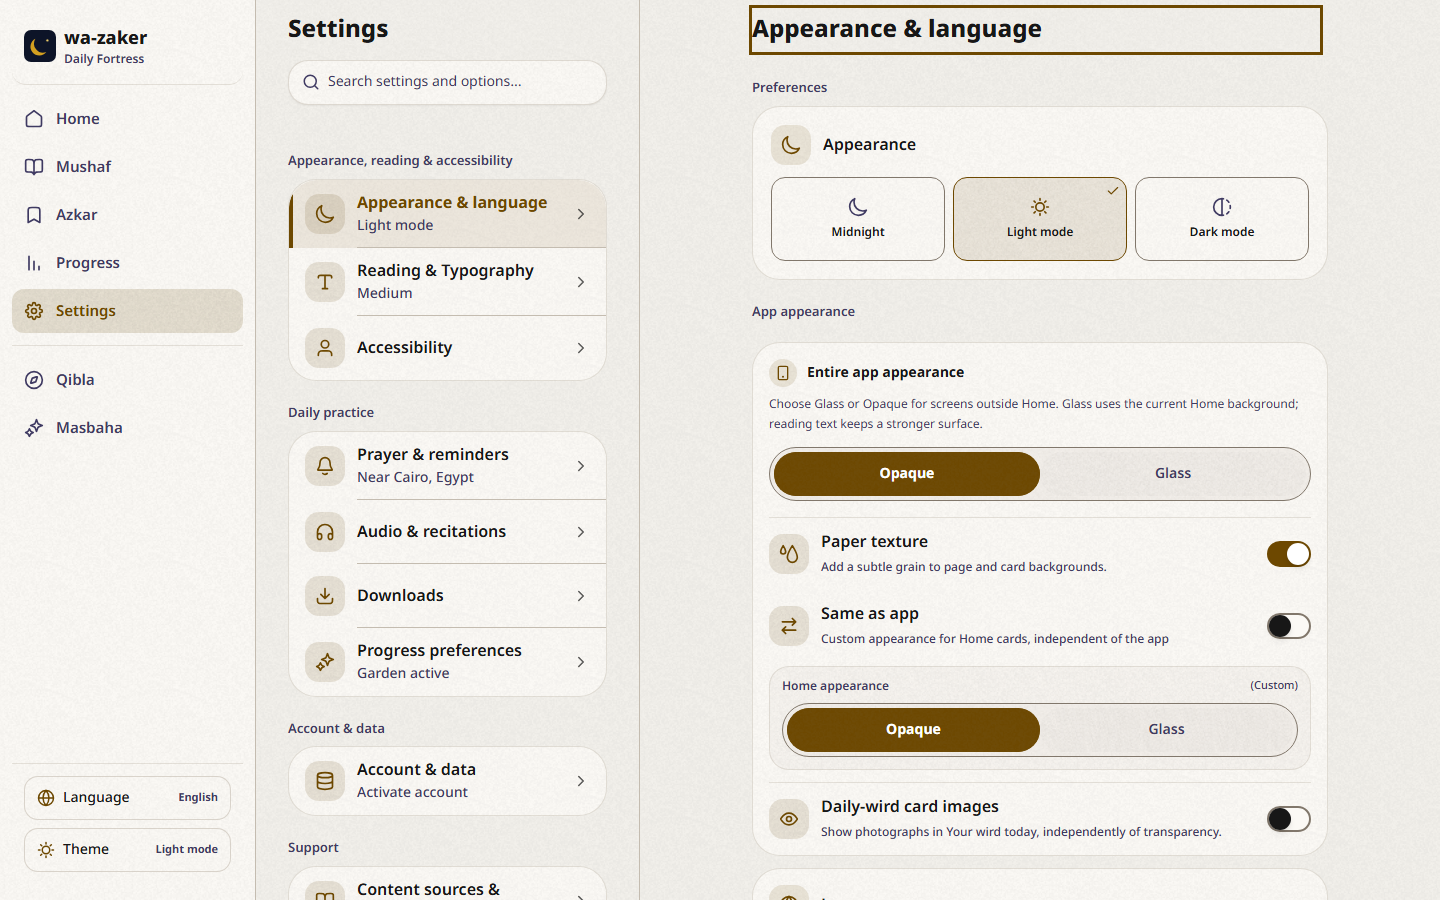 wa-zaker
Daily Fortress
Home
Mushaf
Azkar
Progress
Settings
Qibla
Masbaha
Language
English
Theme
Light mode
Settings
Search settings and options...
Appearance, reading & accessibility
Appearance & language
Light mode
Reading & Typography
Medium
Accessibility
Daily practice
Prayer & reminders
Near Cairo, Egypt
Audio & recitations
Downloads
Progress preferences
Garden active
Account & data
Account & data
Activate account
Support
Content sources &
Appearance & language
Preferences
Appearance
Midnight
Light mode
Dark mode
App appearance
Entire app appearance
Choose Glass or Opaque for screens outside Home. Glass uses the current Home background;
reading text keeps a stronger surface.
Opaque
Glass
Paper texture
Add a subtle grain to page and card backgrounds.
Same as app
Custom appearance for Home cards, independent of the app
Home appearance
(Custom)
Opaque
Glass
Daily-wird card images
Show photographs in Your wird today, independently of transparency.